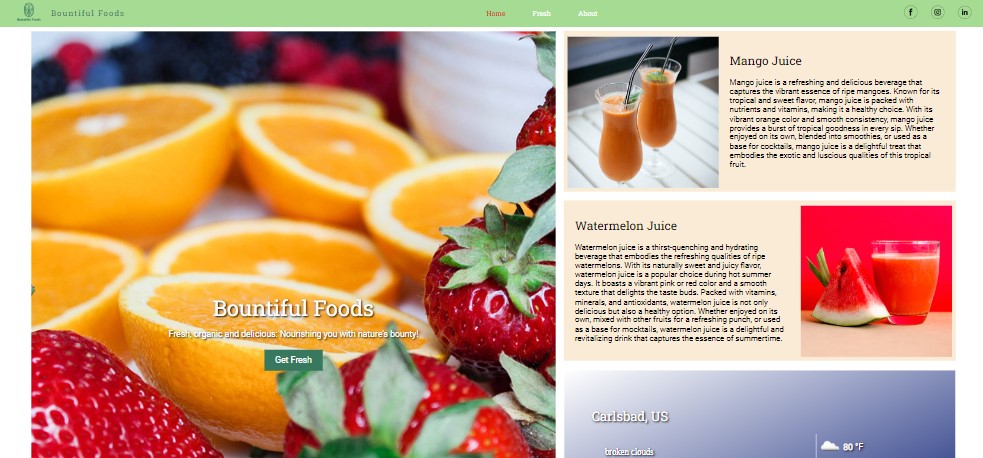 Bountiful Foods
Bountiful Foods
Home
Fresh
About
Bountiful Foods
Fresh, organic and delicious: Nourishing you with nature's bounty!
Get Fresh
Mango Juice
Mango juice is a refreshing and delicious beverage that
captures the vibrant essence of ripe mangoes. Known for its
tropical and sweet flavor, mango juice is packed with
nutrients and vitamins, making it a healthy choice. With its
vibrant orange color and smooth consistency, mango juice
provides a burst of tropical goodness in every sip. Whether
enjoyed on its own, blended into smoothies, or used as a
base for cocktails, mango juice is a delightful treat that
embodies the exotic and luscious qualities of this tropical
fruit.
Watermelon Juice
Watermelon juice is a thirst-quenching and hydrating
beverage that embodies the refreshing qualities of ripe
watermelons. With its naturally sweet and juicy flavor,
watermelon juice is a popular choice during hot summer
days. It boasts a vibrant pink or red color and a smooth
texture that delights the taste buds. Packed with vitamins,
minerals, and antioxidants, watermelon juice is not only
delicious but also a healthy option. Whether enjoyed on its
own, mixed with other fruits for a refreshing punch, or used
as a base for mocktails, watermelon juice is a delightful and
revitalizing drink that captures the essence of summertime.
Carlsbad, US
broken clouds
80 °F